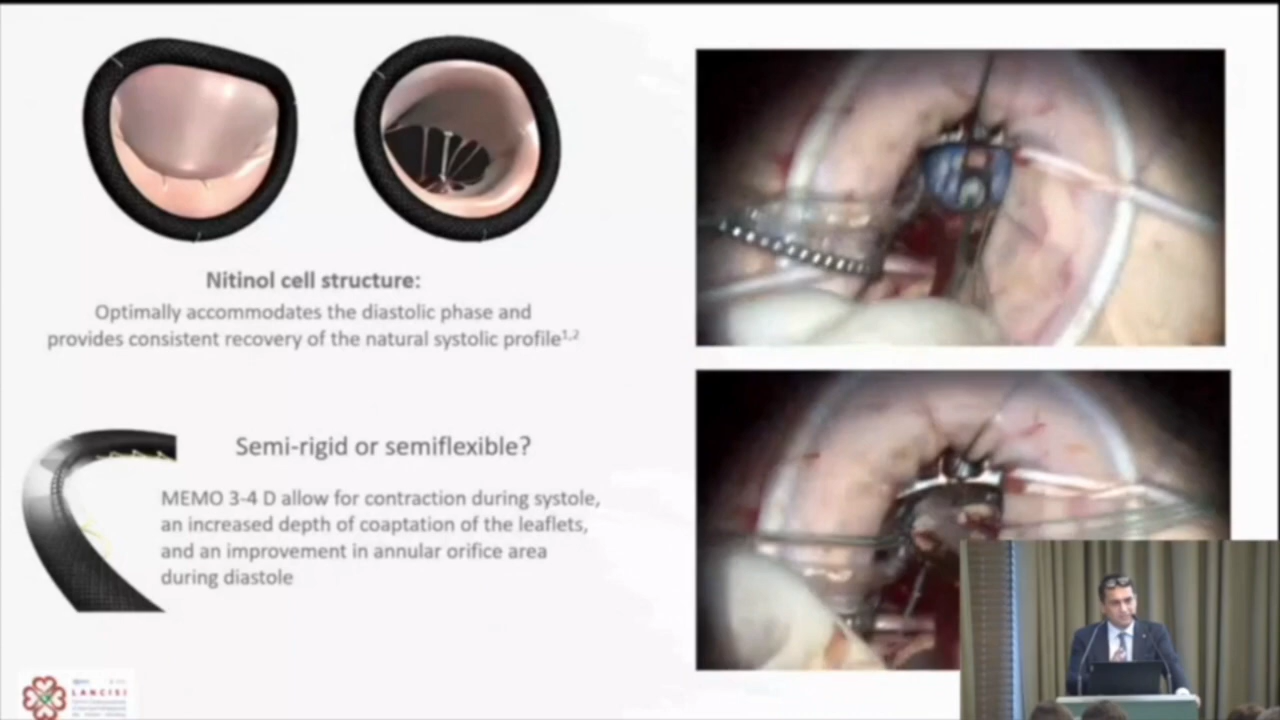 Nitinol cell structure:
Optimally accommodates the diastolic phase and
provides consistent recovery of the natural systolic profile1,2
Semi-rigid or semiflexible?
MEMO 3-4 D allow for contraction during systole,
an increased depth of coaptation of the leaflets,
and an improvement in annular orifice area
during diastole
LANCISI